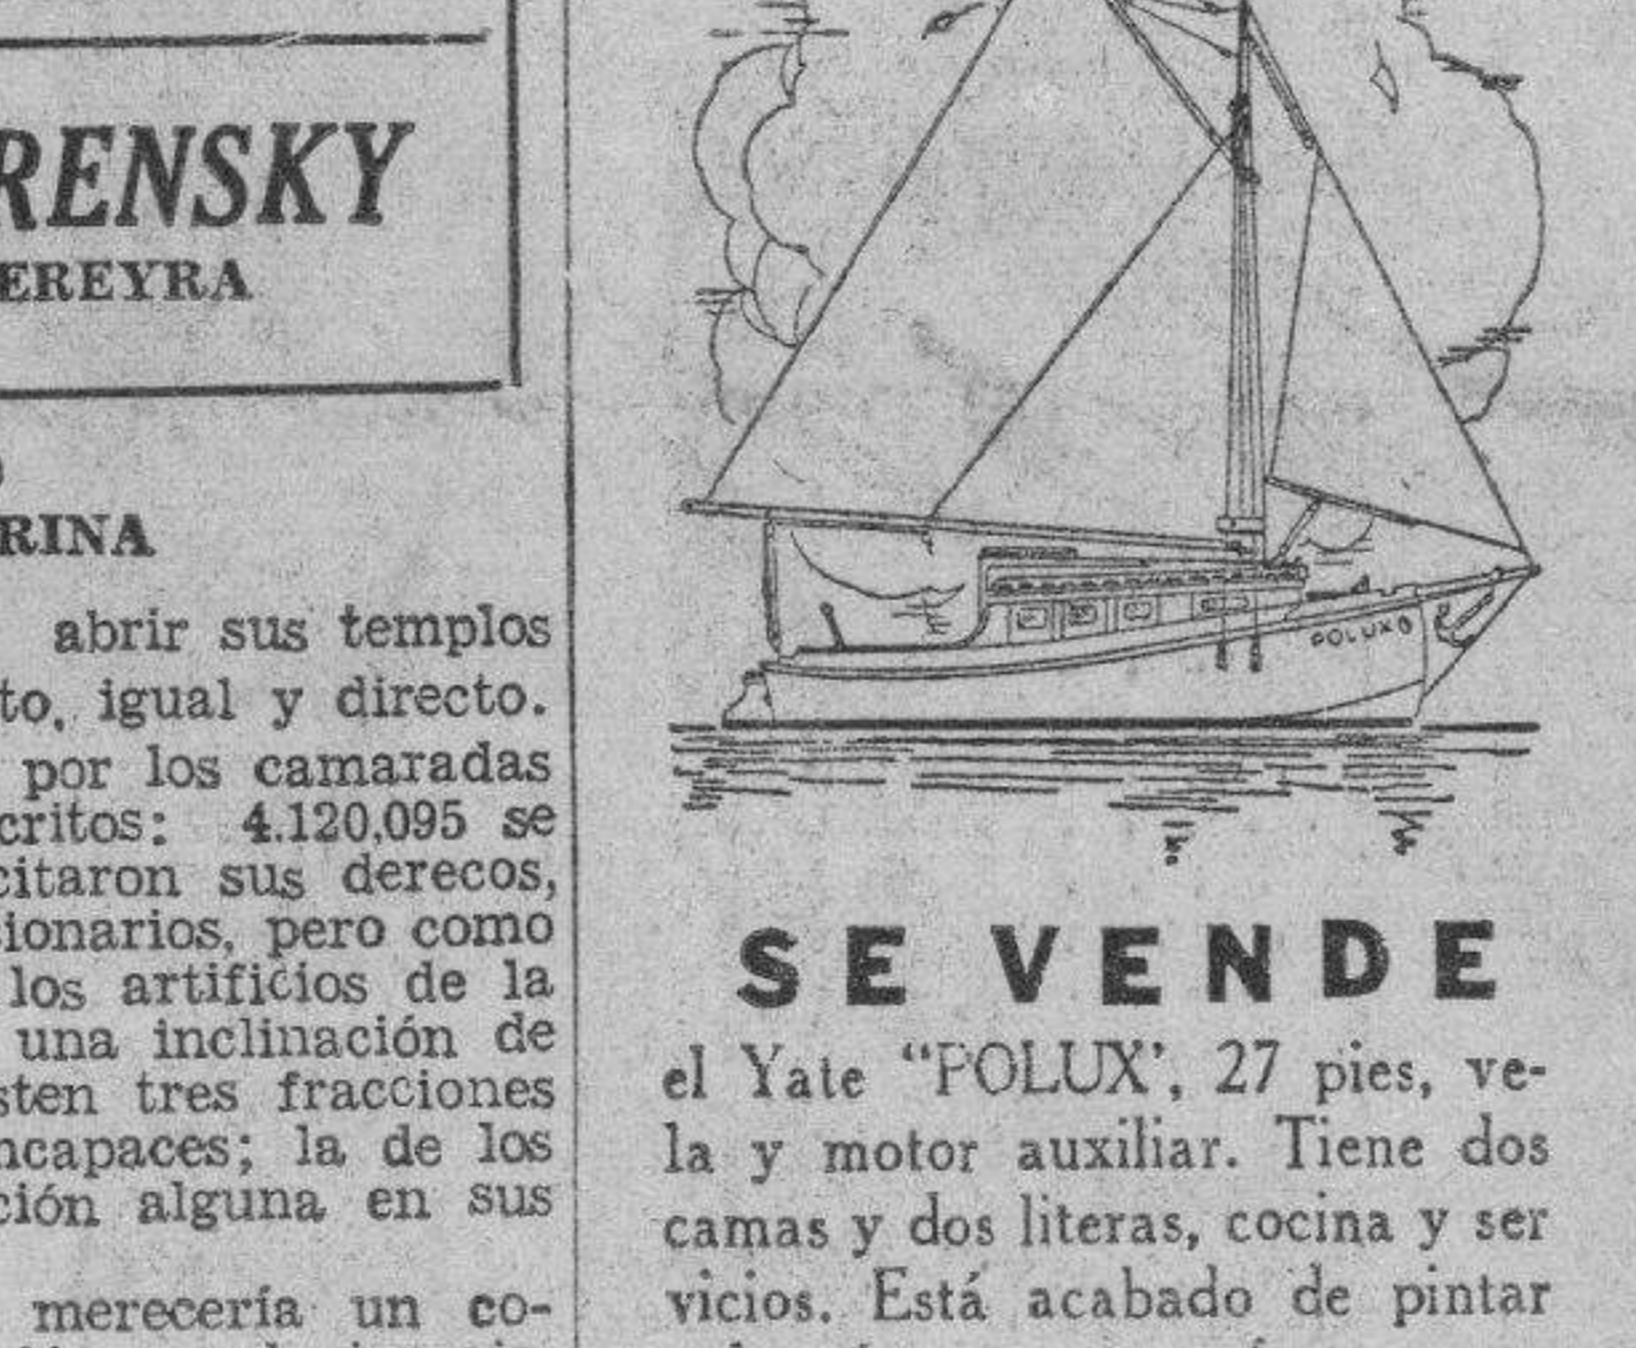 RENSKY
EREYRA
RINA
abrir sus templos
to, igual y directo.
por los camaradas
critos: 4.120,095 se
citaron sus derecos,
sionarios, pero como
los artificios de la
una inclinación de
sten tres fracciones
ncapaces; la de los
ción alguna en sus
merecería un co-
POLUX
SE VENDE
el Yate "POLUX', 27 pies, ve-
la y motor auxiliar. Tiene dos
camas y dos literas, cocina y ser
vicios. Está acabado de pintar